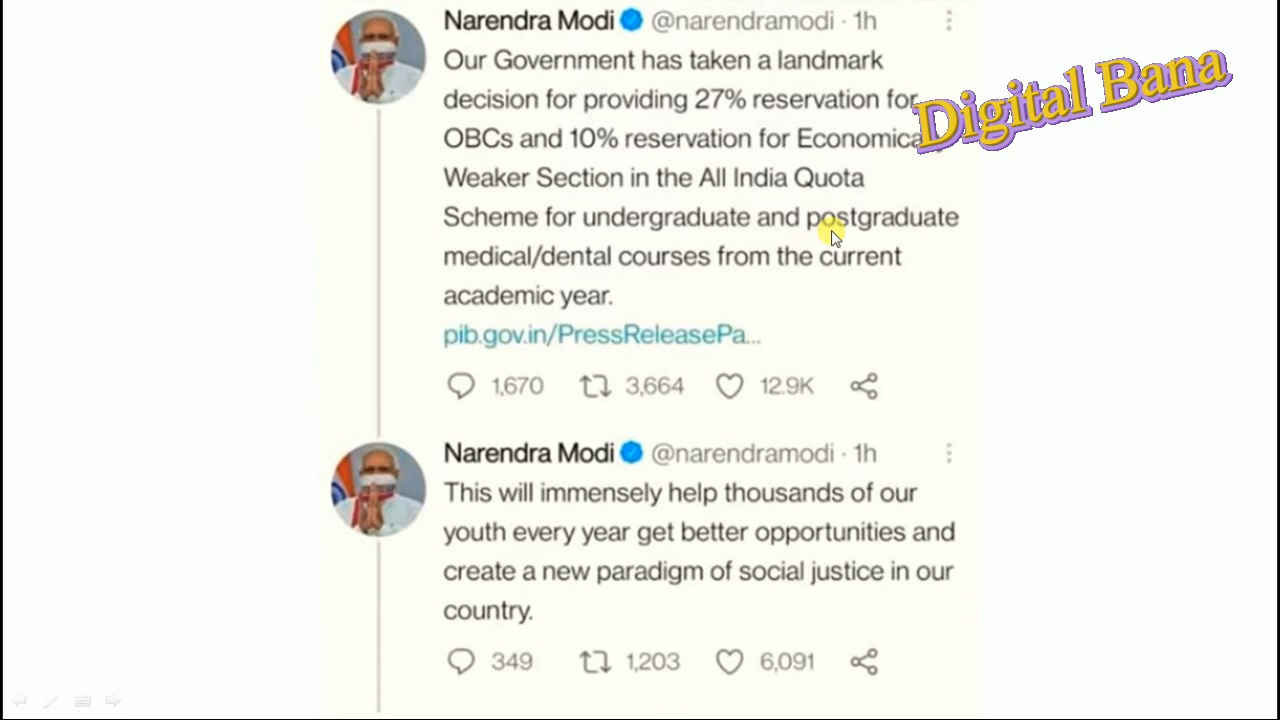 Narendra Modi @narendramodi · 1h
Our Government has taken a landmark
decision for providing 27% reservation for
OBCs and 10% reservation for Economica
Weaker Section in the All India Quota
Scheme for undergraduate and postgraduate
medical/dental courses from the current
academic year.
pib.gov.in/PressReleasePa...
1,670 3,664 12.9K
Narendra Modi @narendramodi · 1h
This will immensely help thousands of our
youth every year get better opportunities and
create a new paradigm of social justice in our
country.
349 1,203 6,091
Digital Bana